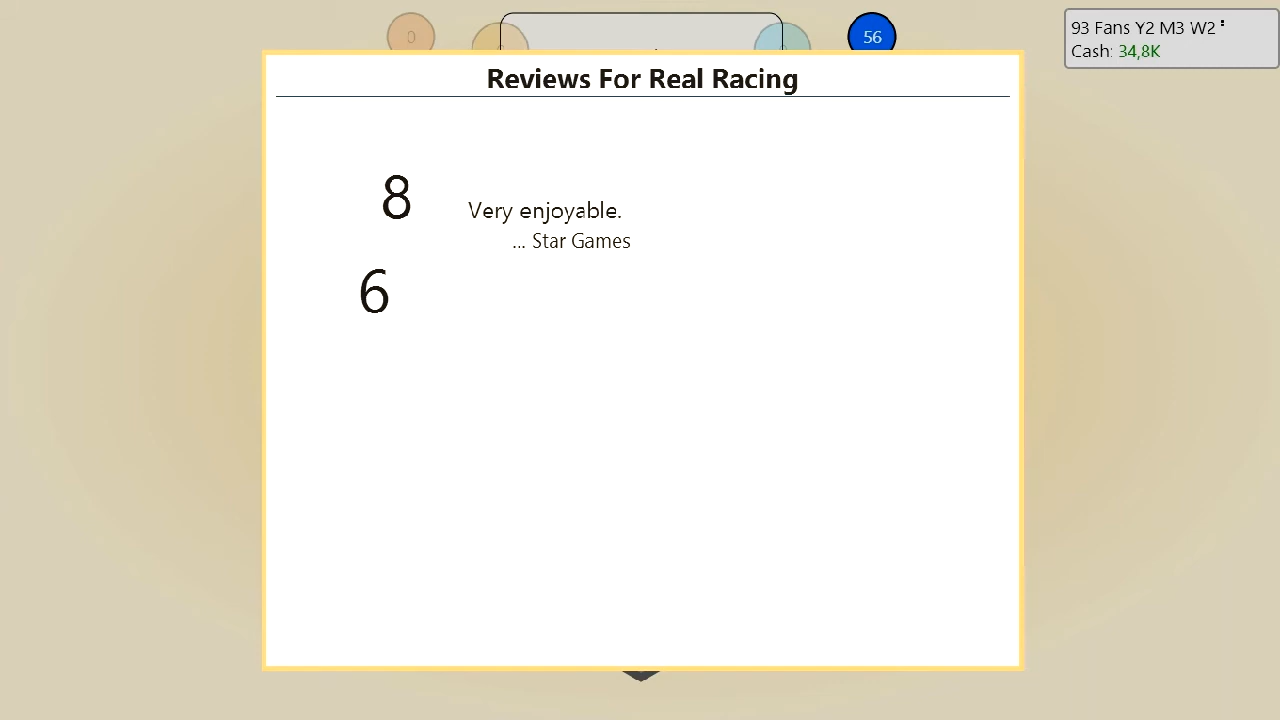 0
56
93 Fans Y2 M3 W2
Cash: 34,8K
Reviews For Real Racing
8
Very enjoyable.
... Star Games
6